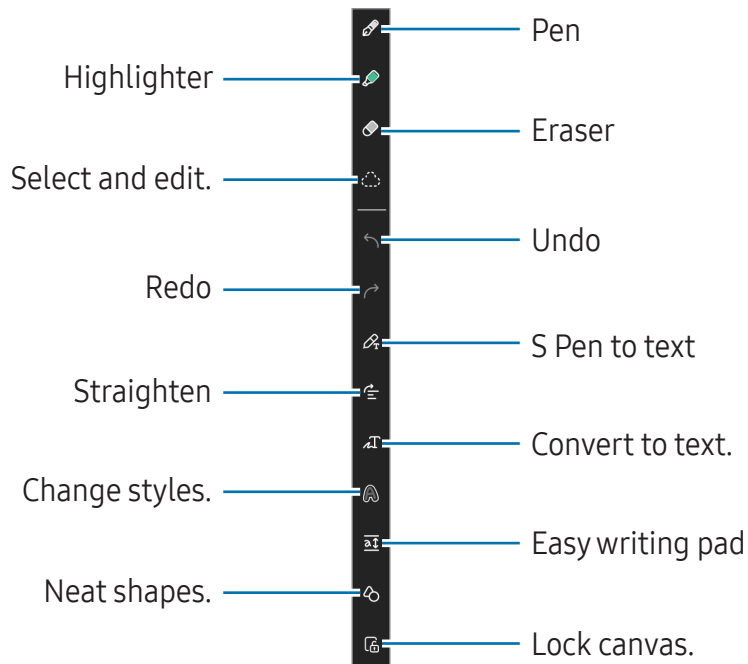 Pen
Highlighter
Eraser
Select and edit.
Undo
Redo
S Pen to text
Straighten
Convert to text.
Change styles.
Easy writing pad
Neat shapes.
Lock canvas.